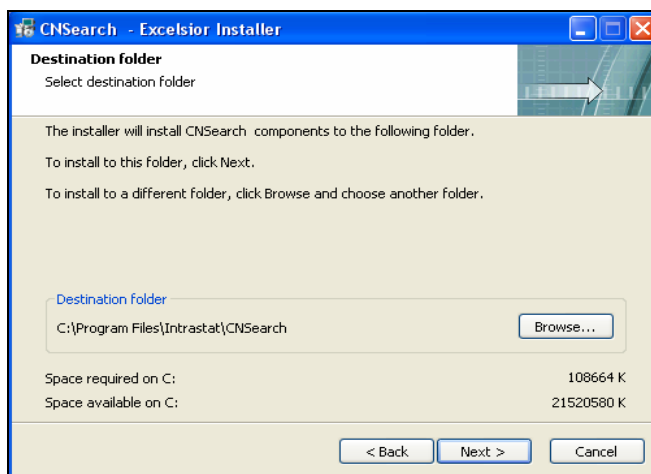 CNSearch - Excelsior Installer
Destination folder
Select destination folder
The installer will install CNSearch components to the following folder.
To install to this folder, click Next.
To install to a different folder, click Browse and choose another folder.
Destination folder
C:\Program Files\Intrastat\CNSearch
Browse...
Space required on C: 108664 K
Space available on C: 21520580 K
< Back Next > Cancel